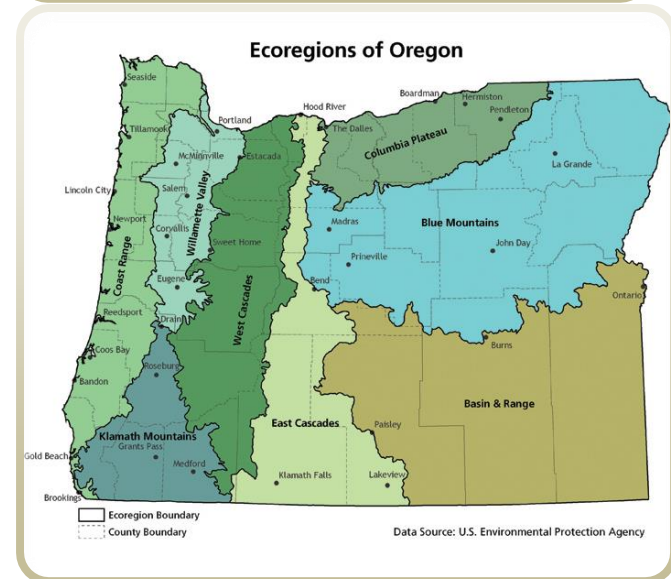 Ecoregions of Oregon
Seaside
Portland
Hood River
Boardman
Hermiston
Pendleton
The Dalles
Columbia Plateau
Tillamook
McMinnville
Estacada
La Grande
Lincoln City
Salem
Willamette Valley
Newport
Corvallis
Sweet Home
Madras
Blue Mountains
John Day
Prineville
Coast Range
Eugene
Bend
Ontario
Reedsport
Drain
West Cascades
Burns
Coos Bay
Roseburg
Bandon
Basin & Range
Klamath Mountains
East Cascades
Paisley
Gold Beach
Grants Pass
Medford
Klamath Falls
Lakeview
Brookings
Ecoregion Boundary
County Boundary
Data Source: U.S. Environmental Protection Agency